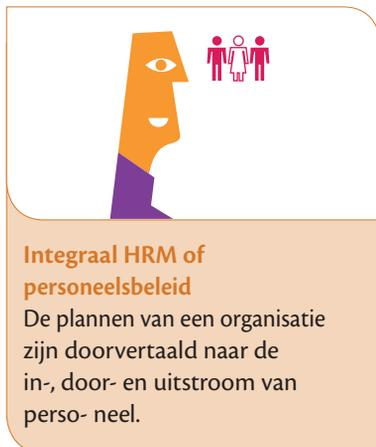 Integraal HRM of
personeelsbeleid
De plannen van een organisatie
zijn doorvertaald naar de
in-, door- en uitstroom van
perso- neel.